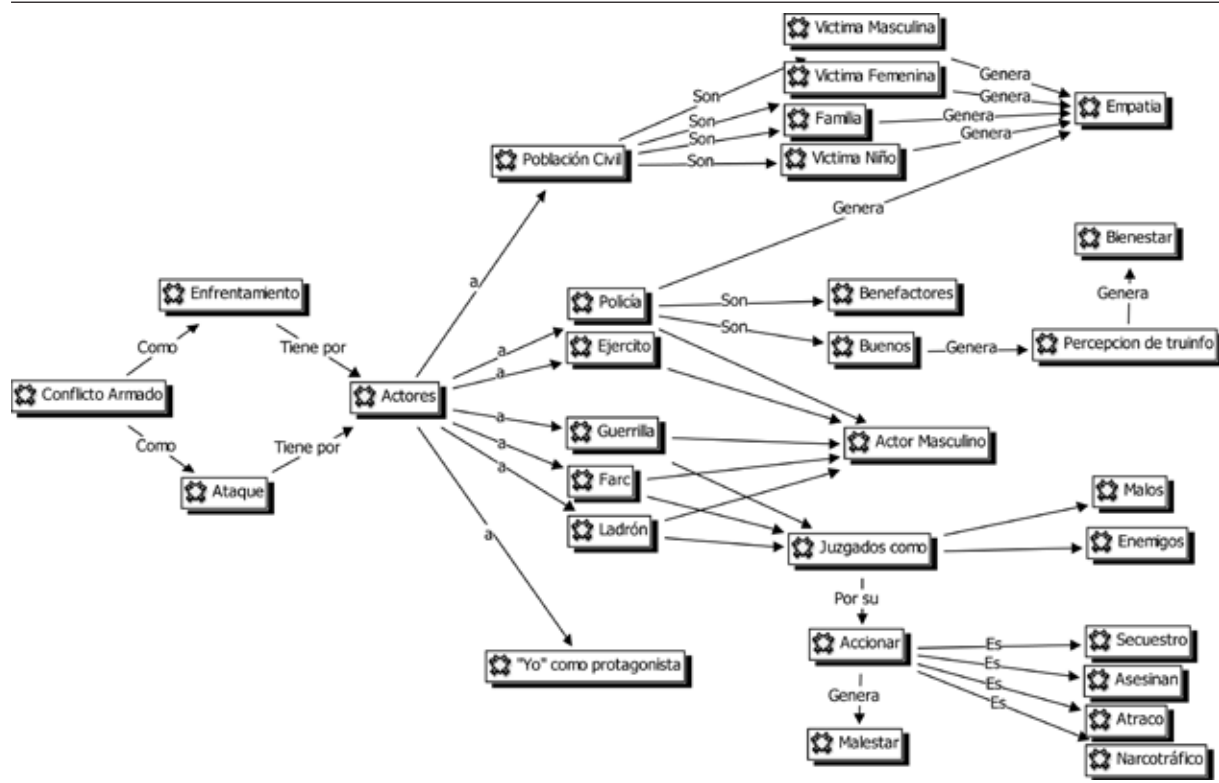 Victima Masculina
Victima Femenina
Genera
Son
Genera
Empatia
Familia
Genera
Son
Son
Genera
Población Civil
Son
Victima Niño
Genera
Bienestar
a
Enfrentamiento
Policía
Son
Benefactores
Genera
Son
Como
Tiene por
a
Ejercito
Buenos
Genera
Percepcion de truinfo
a
Conflicto Armado
Actores
a
Guerrilla
Actor Masculino
Como
Tiene por
a
a
Ataque
Farc
Malos
a
Ladrón
Juzgados como
Enemigos
Por su
Accionar
Es
Secuestro
"Yo" como protagonista
Es
Asesinan
Es
Genera
Es
Atraco
Malestar
Narcotráfico